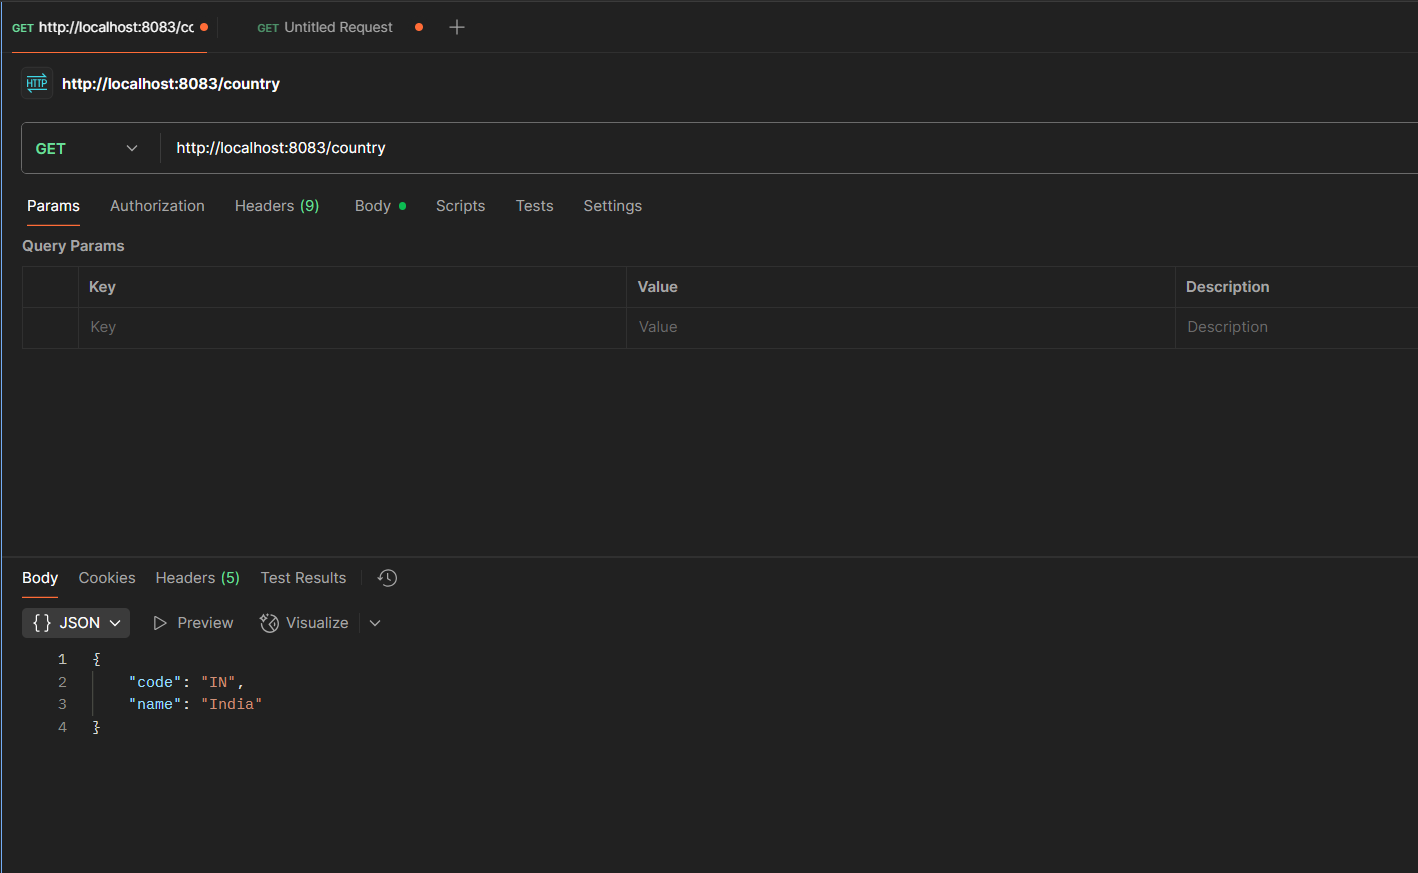 GET http://localhost:8083/cc GET Untitled Request
HTTP http://localhost:8083/country
GET http://localhost:8083/country
Params Authorization Headers (9) Body Scripts Tests Settings
Query Params
Key Value Description
Key Value Description
Body Cookies Headers (5) Test Results
{} JSON Preview Visualize
1 {
2 "code": "IN",
3 "name": "India"
4 }